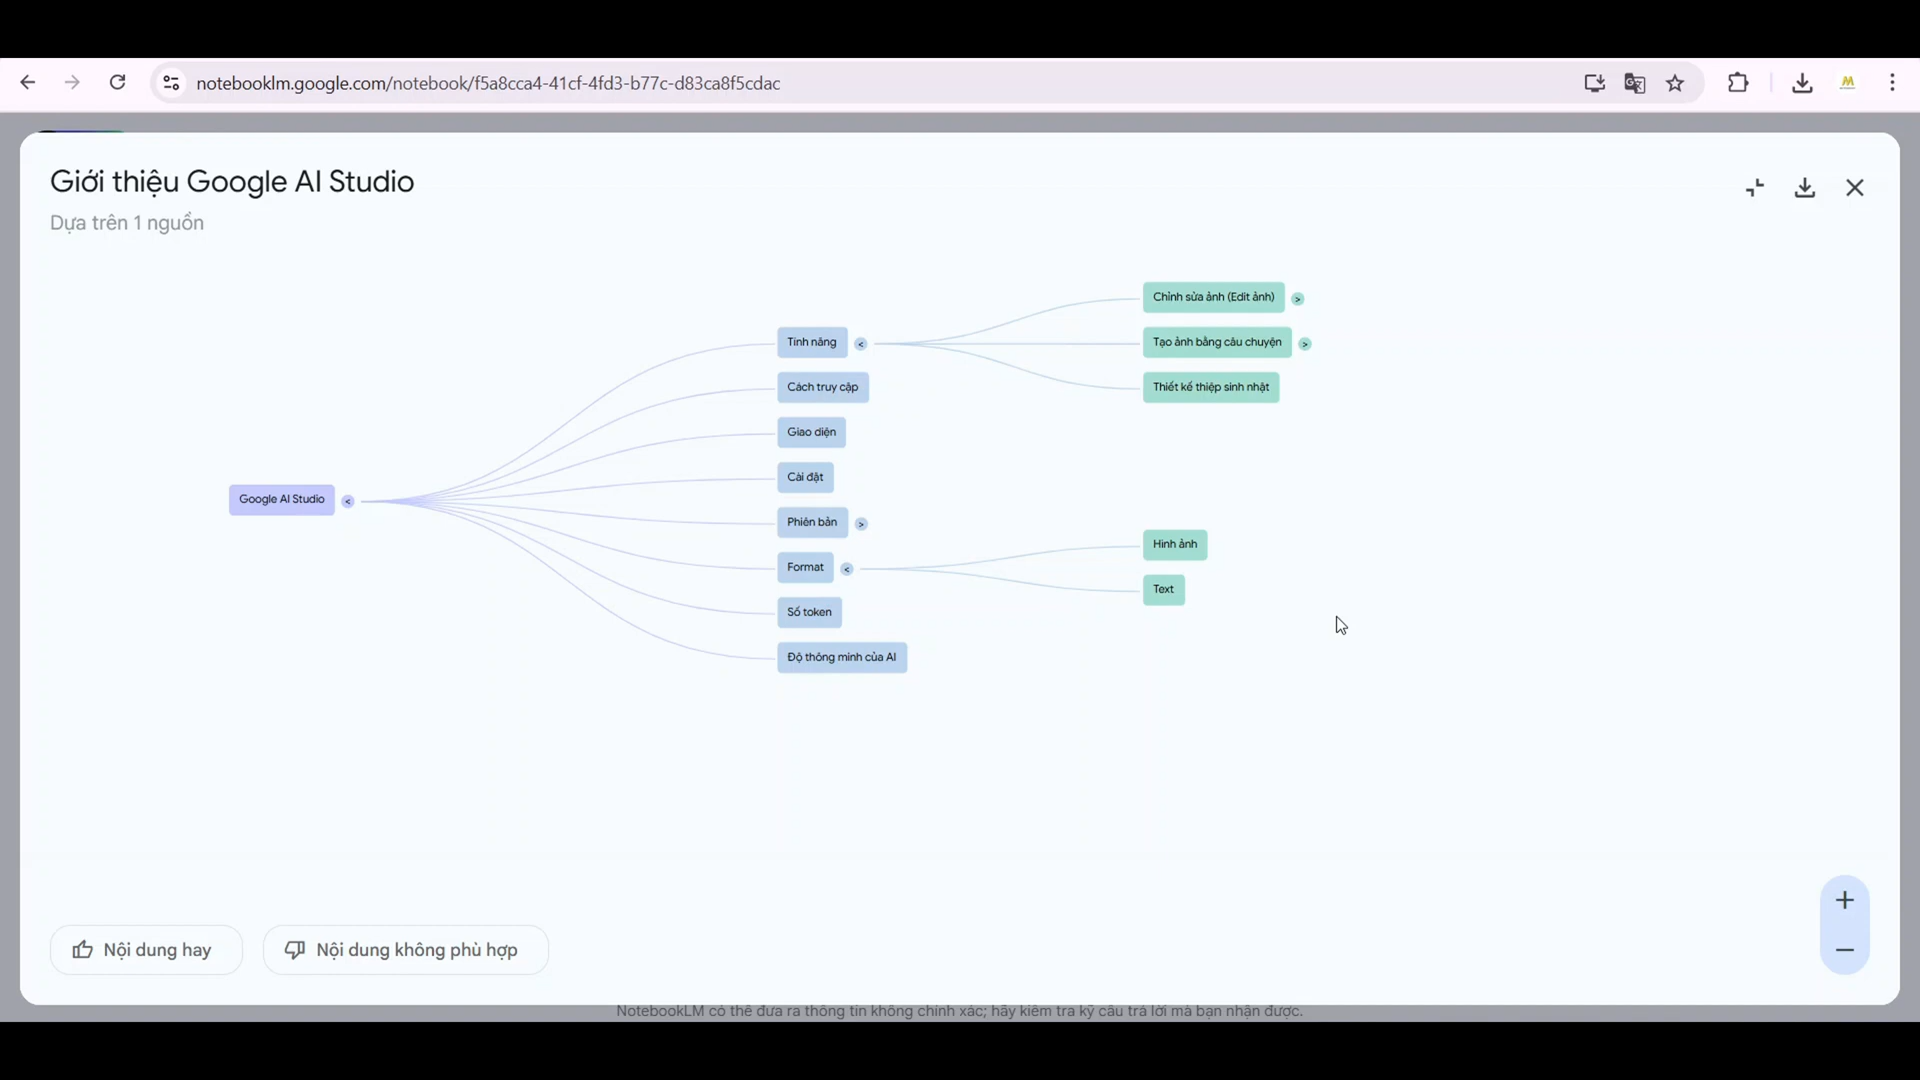 notebooklm.google.com/notebook/f5a8cca4-41cf-4fd3-b77c-d83ca8f5cdac
Giới thiệu Google AI Studio
Dựa trên 1 nguồn
Google AI Studio
<
Tính năng
<
Cách truy cập
Giao diện
Cài đặt
Phiên bản
>
Format
<
Số token
Độ thông minh của AI
Chỉnh sửa ảnh (Edit ảnh)
>
Tạo ảnh bằng câu chuyện
>
Thiết kế thiệp sinh nhật
Hình ảnh
Text
Nội dung hay
Nội dung không phù hợp
NotebookLM có thể đưa ra thông tin không chính xác; hãy kiểm tra kỹ câu trả lời mà bạn nhận được.